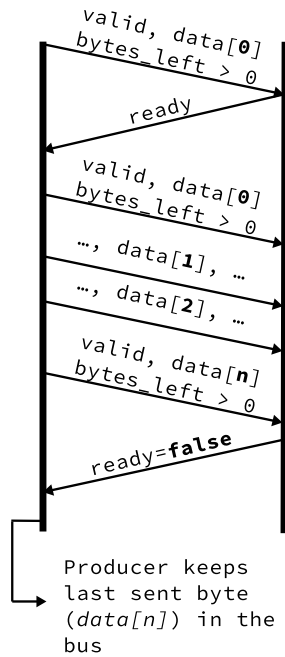 valid, data[0]
bytes_left > 0
ready
valid, data[0]
bytes_left > 0
…, data[1], …
…, data[2], …
valid, data[n]
bytes_left > 0
ready=false
Producer keeps
last sent byte
(data[n]) in the
bus